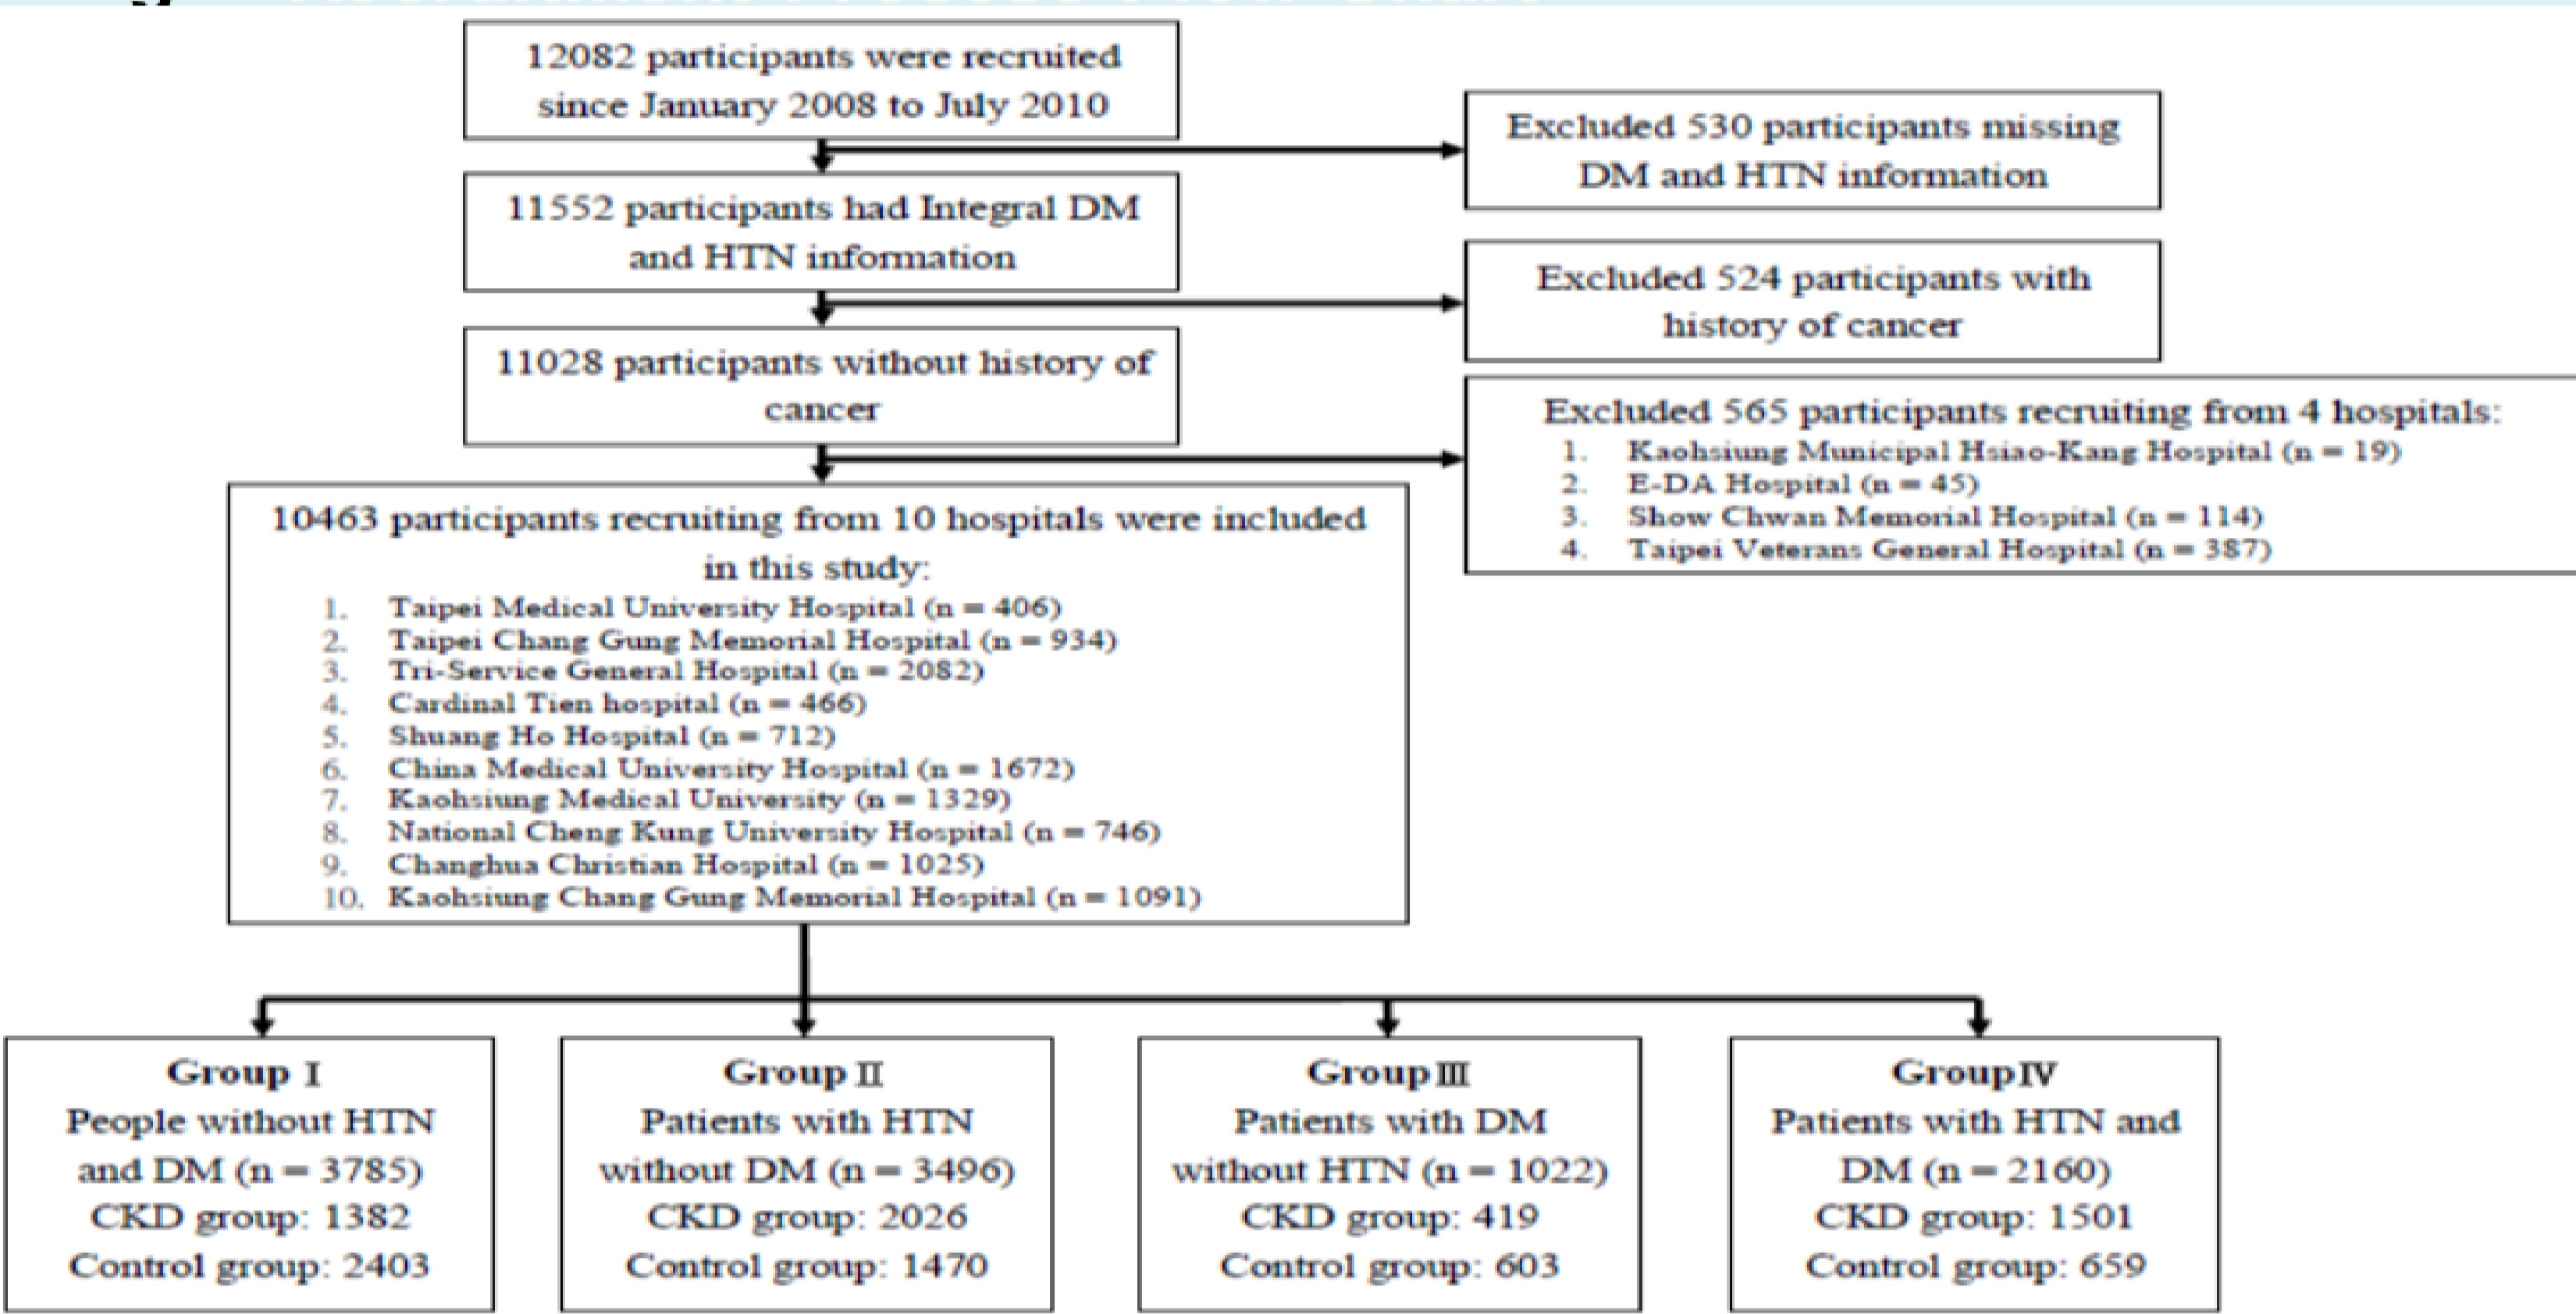 12082 participants were recruited
since January 2008 to July 2010
Excluded 530 participants missing
DM and HTN information
11552 participants had Integral DM
and HTN information
Excluded 524 participants with
history of cancer
11028 participants without history of
cancer
Excluded 565 participants recruiting from 4 hospitals:
1. Kaohsiung Municipal Hsiao-Kang Hospital (n = 19)
2. E-DA Hospital (n = 45)
3. Show Chwan Memorial Hospital (n = 114)
4. Taipei Veterans General Hospital (n = 387)
10463 participants recruiting from 10 hospitals were included
in this study:
1. Taipei Medical University Hospital (n = 406)
2. Taipei Chang Gung Memorial Hospital (n = 934)
3. Tri-Service General Hospital (n = 2082)
4. Cardinal Tien hospital (n = 466)
5. Shuang Ho Hospital (n = 712)
6. China Medical University Hospital (n = 1672)
7. Kaohsiung Medical University (n = 1329)
8. National Cheng Kung University Hospital (n = 746)
9. Changhua Christian Hospital (n = 1025)
10. Kaohsiung Chang Gung Memorial Hospital (n = 1091)
Group Ⅰ
People without HTN
and DM (n = 3785)
CKD group: 1382
Control group: 2403
Group Ⅱ
Patients with HTN
without DM (n = 3496)
CKD group: 2026
Control group: 1470
Group Ⅲ
Patients with DM
without HTN (n = 1022)
CKD group: 419
Control group: 603
Group Ⅳ
Patients with HTN and
DM (n = 2160)
CKD group: 1501
Control group: 659